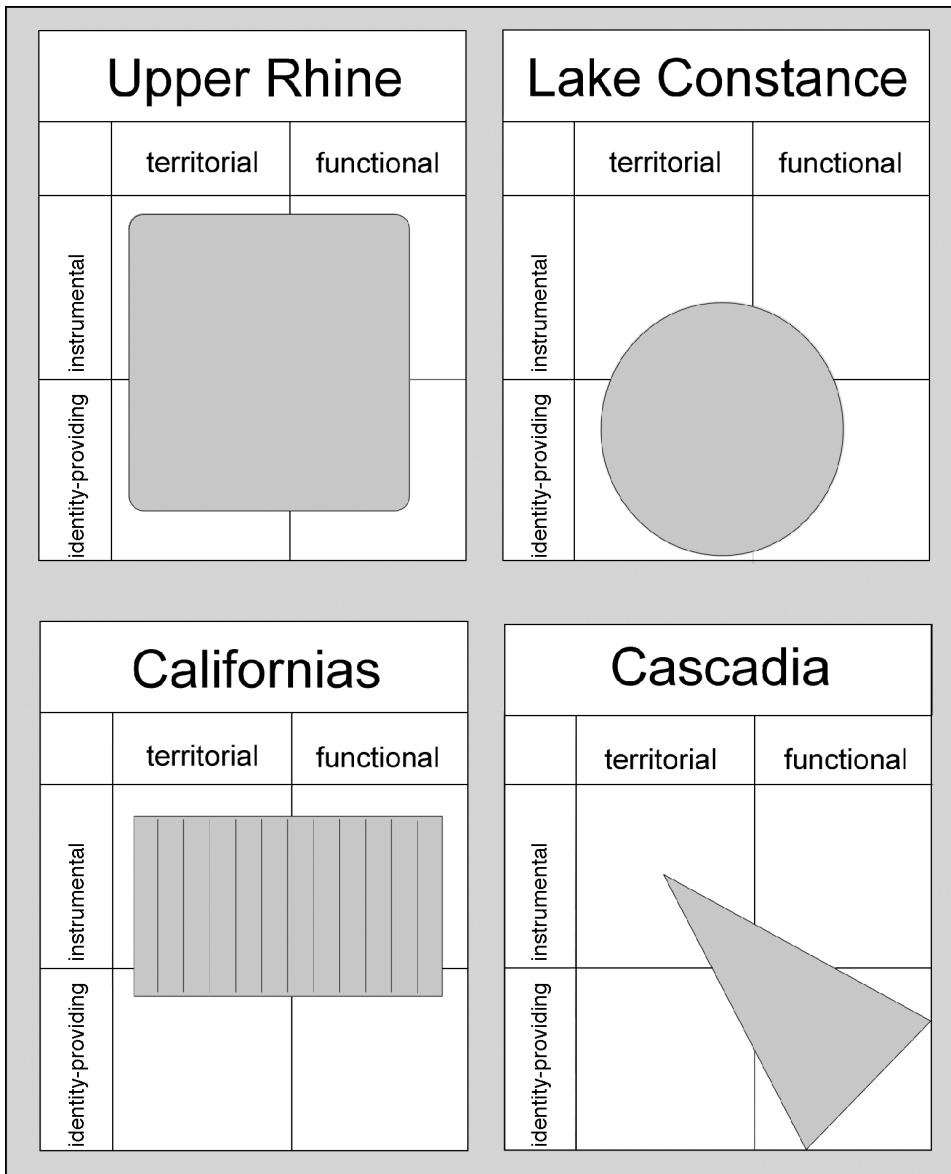 Upper Rhine
territorial functional
instrumental
identity-providing
Lake Constance
territorial functional
instrumental
identity-providing
Californias
territorial functional
instrumental
identity-providing
Cascadia
territorial functional
instrumental
identity-providing